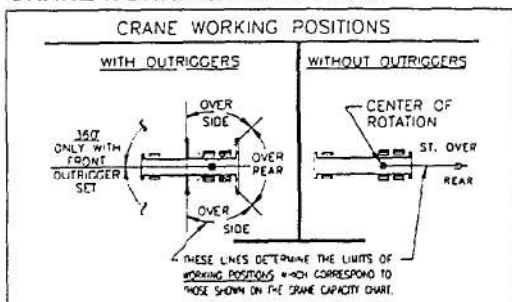 CRANE WORKING POSITIONS
WITH OUTRIGGERS
WITHOUT OUTRIGGERS
OVER
SIDE
360°
ONLY WITH
FRONT
OUTRIGGER
SET
OVER
REAR
OVER
SIDE
CENTER OF
ROTATION
ST. OVER
REAR
THESE LINES DETERMINE THE LIMITS OF
WORKING POSITIONS WHICH CORRESPOND TO
THOSE SHOWN ON THE CRANE CAPACITY CHART.